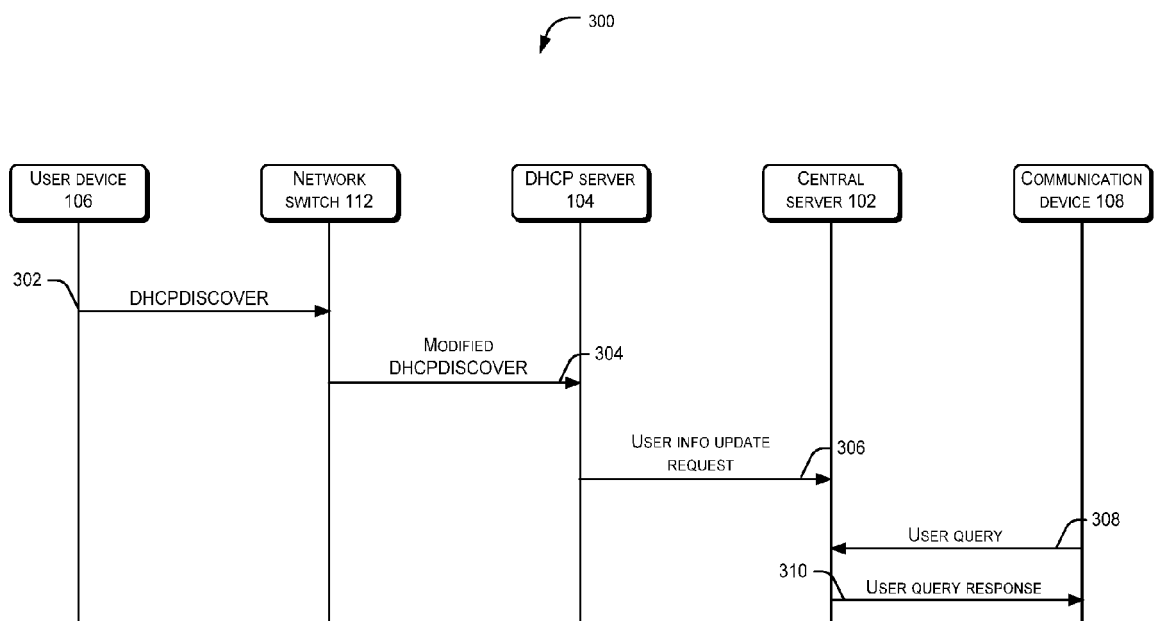 300
USER DEVICE
106
NETWORK
SWITCH 112
DHCP SERVER
104
CENTRAL
SERVER 102
COMMUNICATION
DEVICE 108
302
DHCPDISCOVER
MODIFIED
DHCPDISCOVER
304
USER INFO UPDATE
REQUEST
306
USER QUERY
308
310
USER QUERY RESPONSE